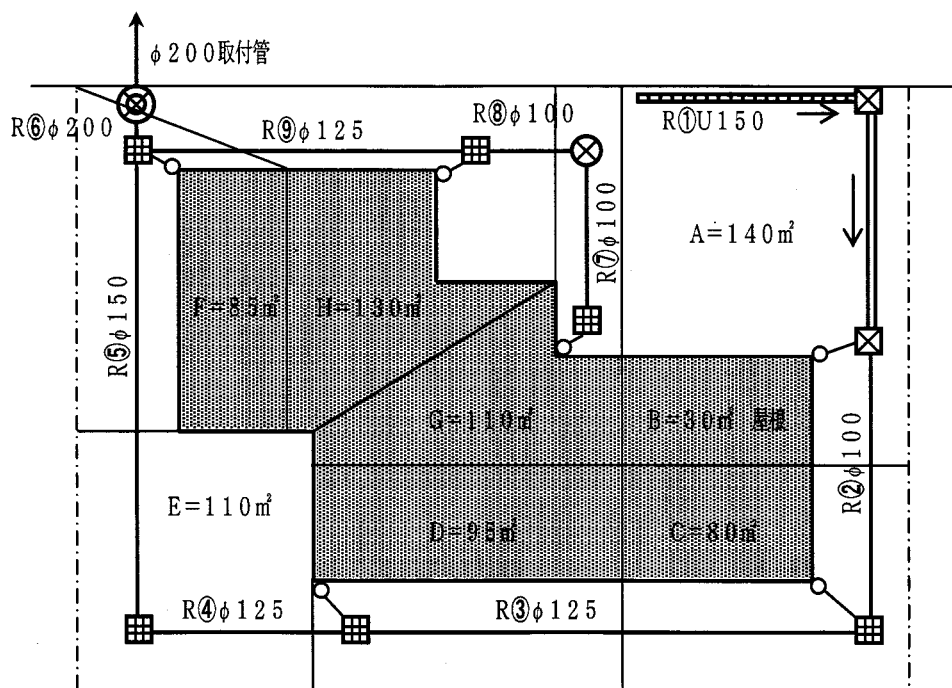 φ200取付管
R⑥φ200
R⑨φ125
R⑧φ100
R①U150
A=140㎡
R⑦φ100
R⑤φ150
F=85㎡
H=130㎡
G=110㎡
B=30㎡ 屋根
R②φ100
E=110㎡
D=95㎡
C=80㎡
R④φ125
R③φ125